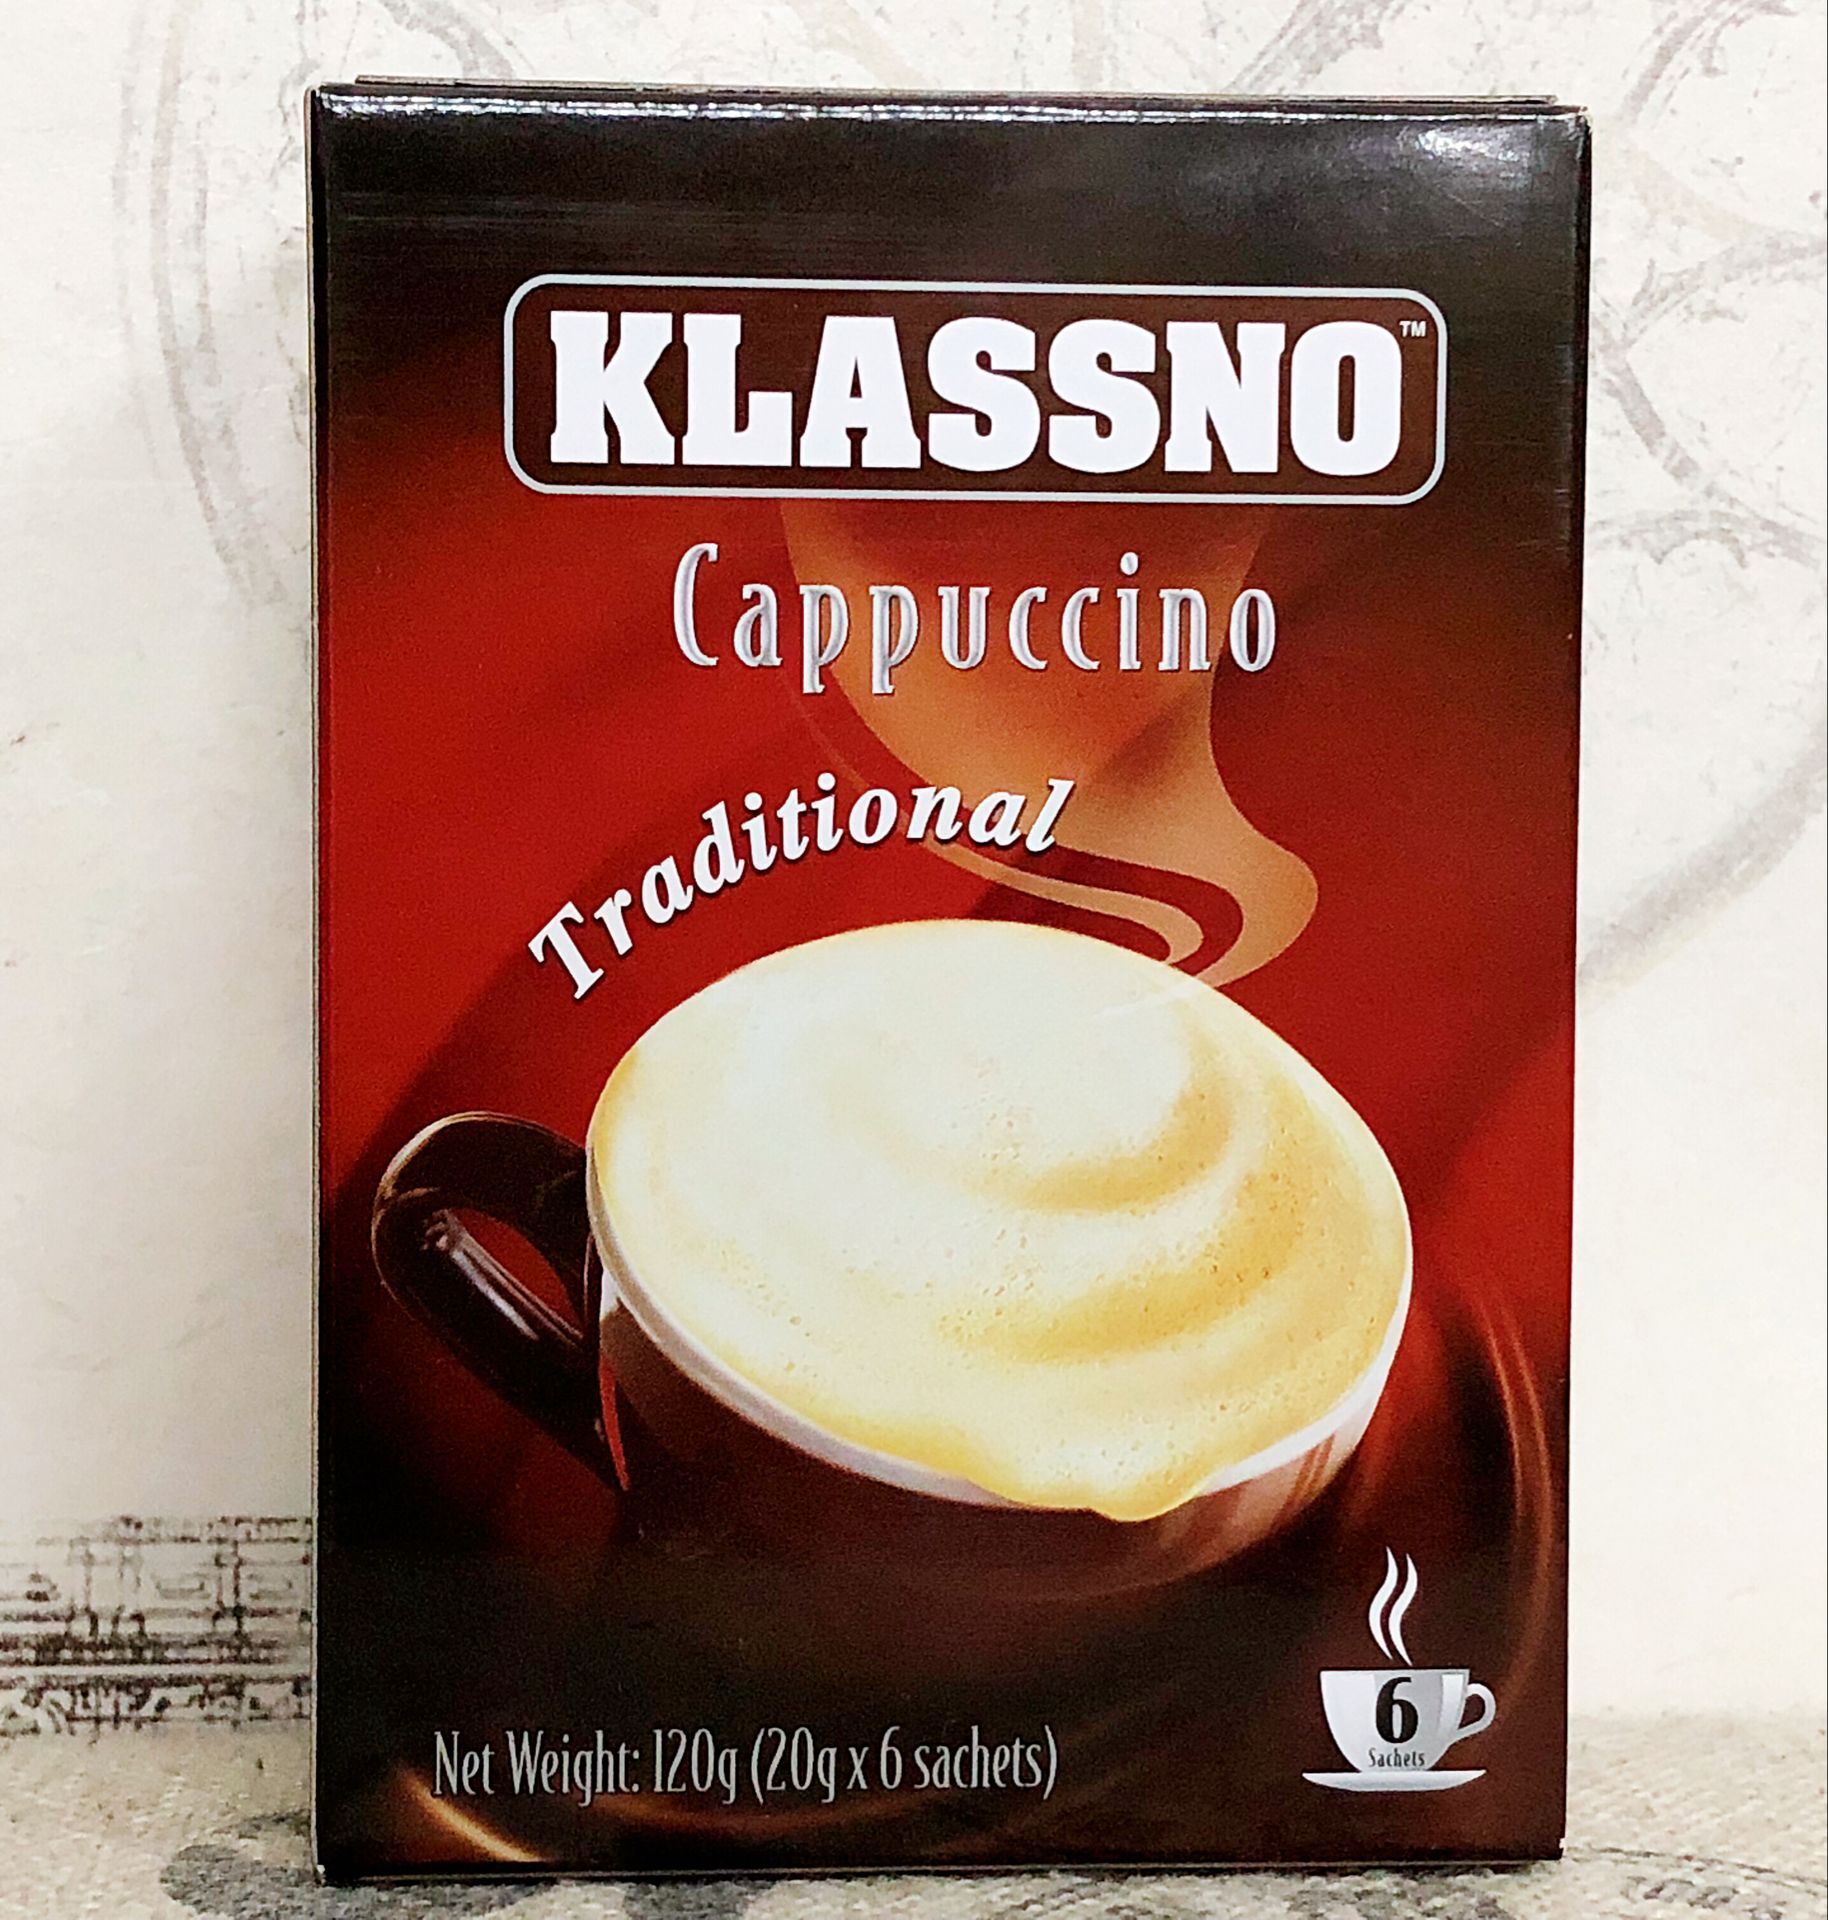 KLASSNO™
Cappuccino
Traditional
6
Sachets
Net Weight: 120g (20g x 6 sachets)